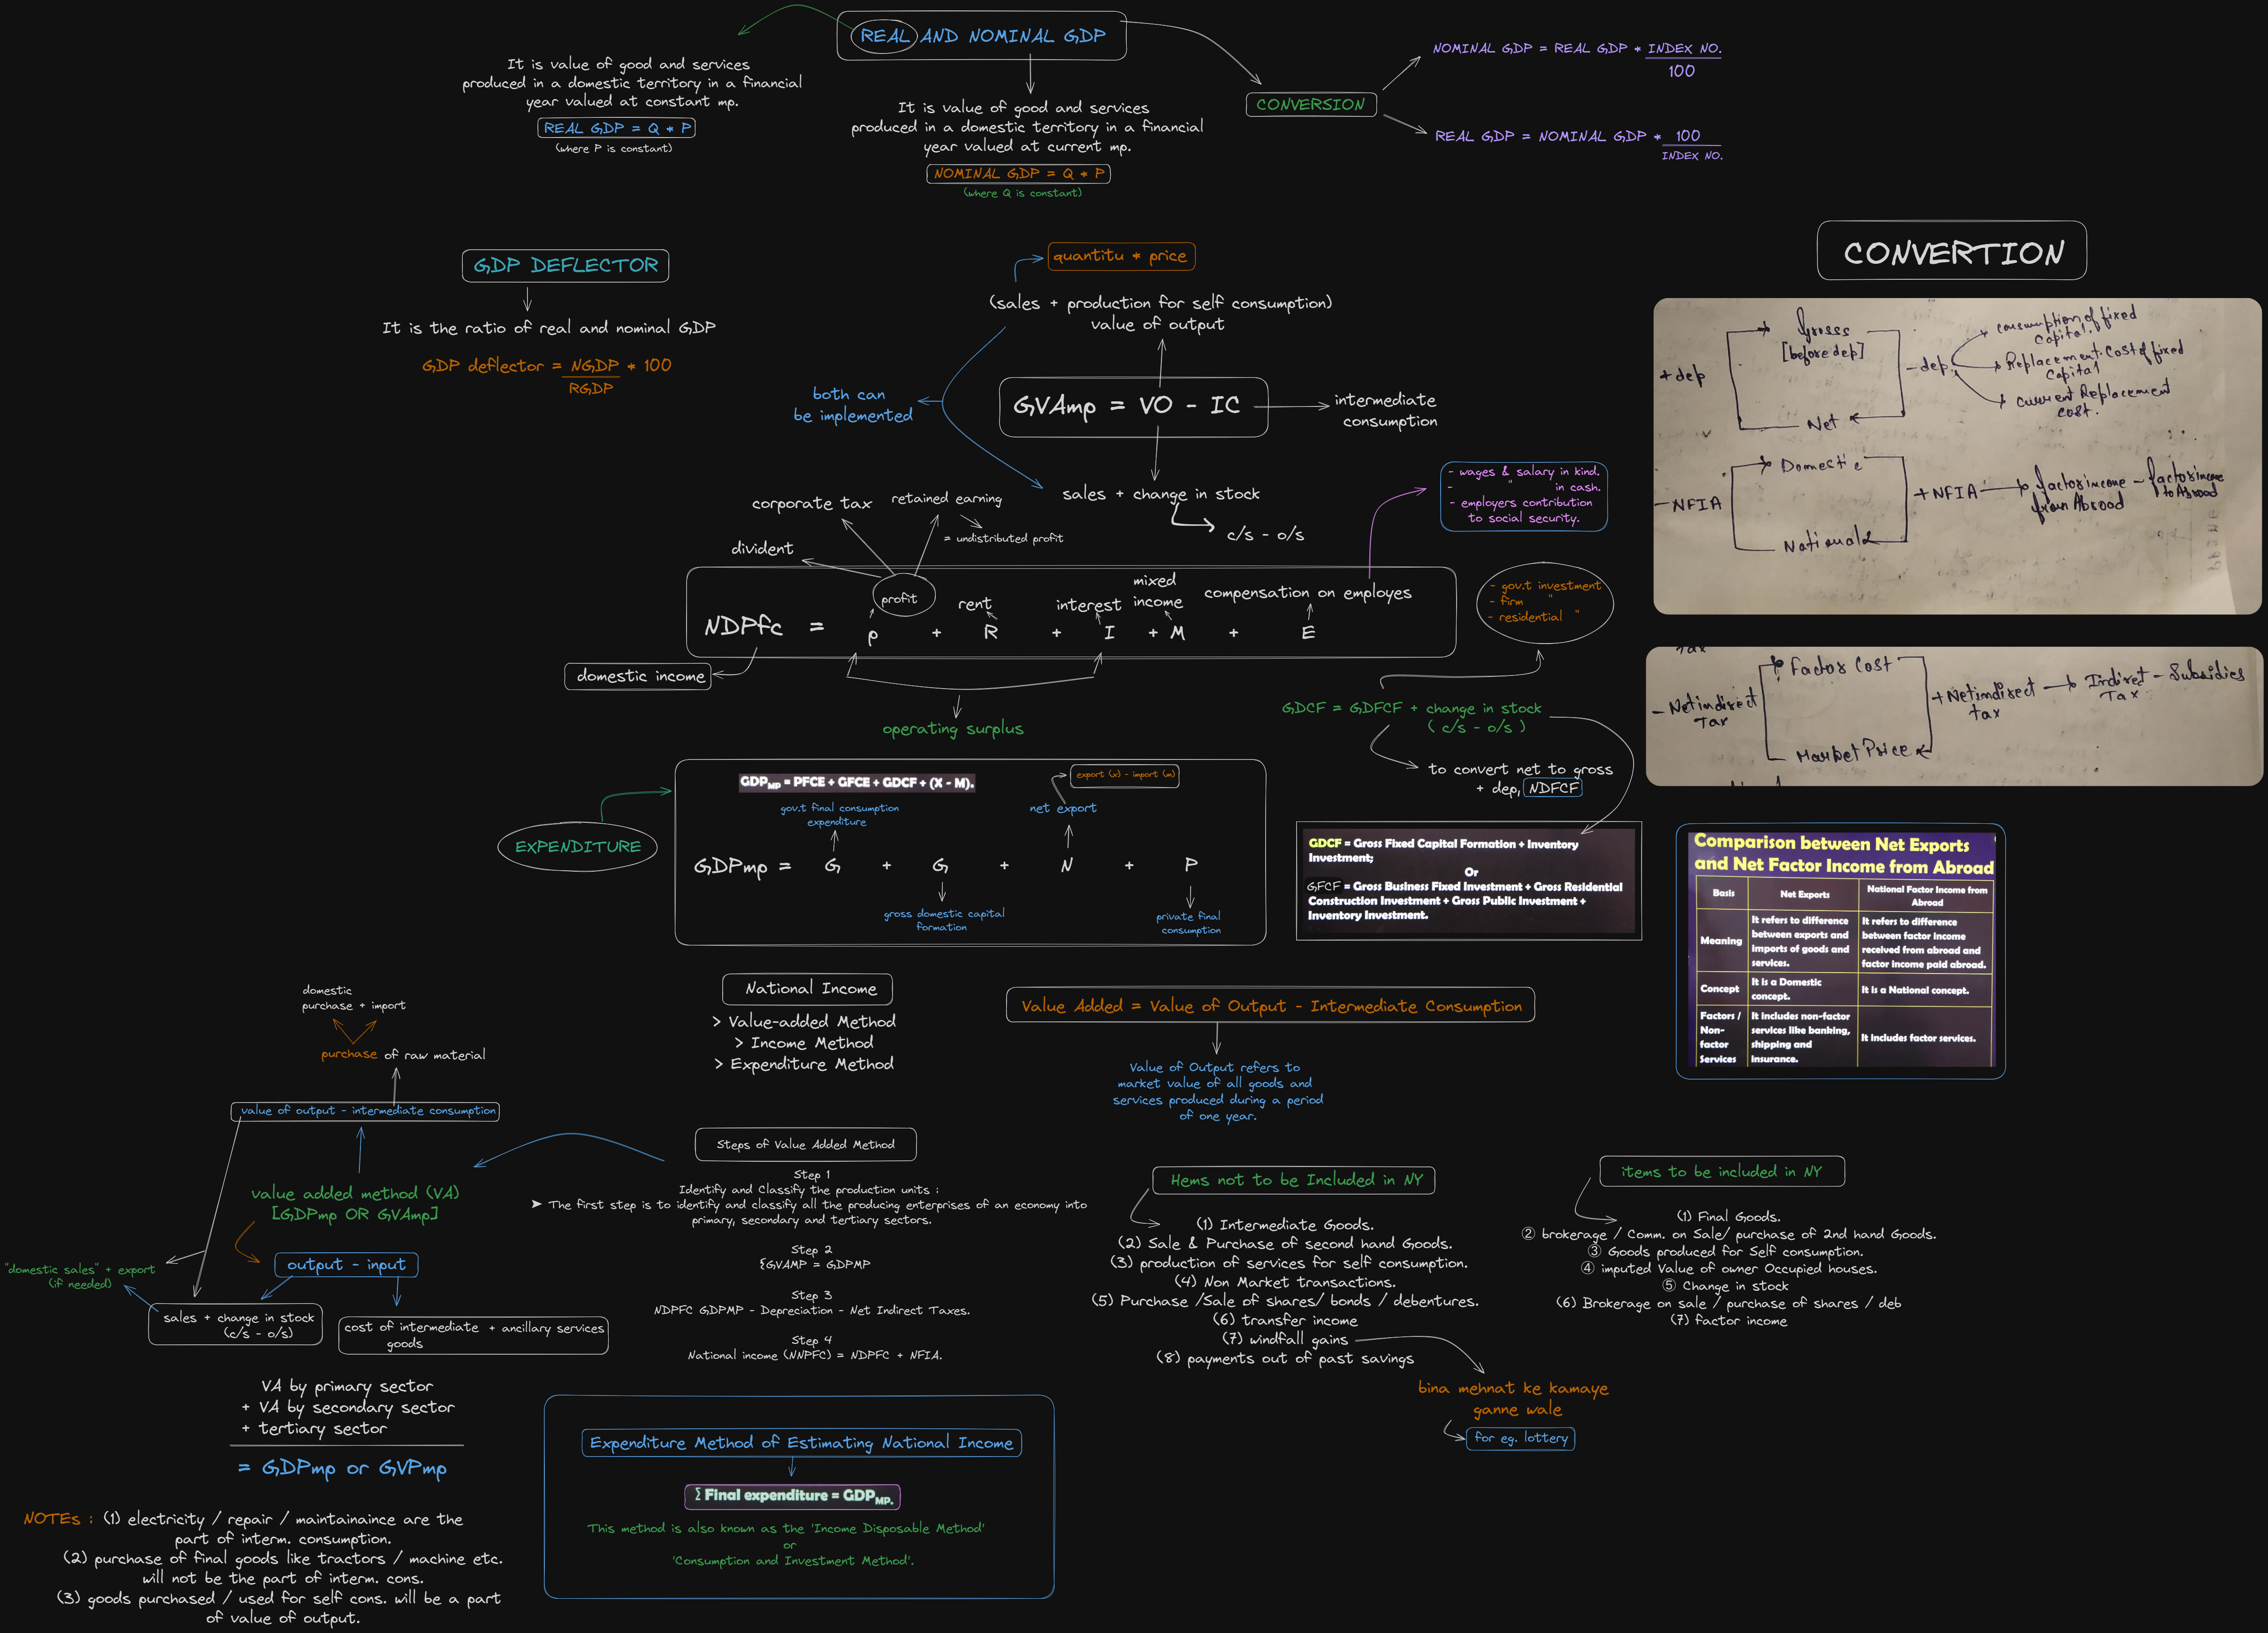 REAL AND NOMINAL GDP
It is value of good and services
produced in a domestic territory in a financial
year valued at constant mp.
REAL GDP = Q * P
(where P is constant)
It is value of good and services
produced in a domestic territory in a financial
year valued at current mp.
NOMINAL GDP = Q * P
(where Q is constant)
CONVERSION
NOMINAL GDP = REAL GDP * INDEX NO.
100
REAL GDP = NOMINAL GDP * 100
INDEX NO.
GDP DEFLECTOR
It is the ratio of real and nominal GDP
GDP deflector = NGDP * 100
RGDP
quantitu * price
(sales + production for self consumption)
value of output
both can
be implemented
GVAmp = VO - IC
intermediate
consumption
sales + change in stock
c/s - o/s
CONVERTION
+ dep
Gross
[before dep]
Net
- dep.
consumption of fixed
capital.
Replacement cost of fixed
capital
current Replacement
cost.
- NFIA
Domestic
National
+ NFIA
factor income
from Abroad
- factor income
to Abroad
Tax
- Net indirect
Tax
Factor Cost
Market Price
+ Net indirect
tax
Indirect - Subsidies
Tax
corporate tax
retained earning
= undistributed profit
divident
- wages & salary in kind.
- " in cash.
- employers contribution
to social security.
NDPfc = P + R + I + M + E
profit
rent
interest
mixed
income
compensation on employes
domestic income
operating surplus
- gov.t investment
- firm "
- residential "
GDCF = GDFCF + change in stock
( c/s - o/s )
to convert net to gross
+ dep, NDFCF
GDCF = Gross Fixed Capital Formation + Inventory
Investment;
Or
GFCF = Gross Business Fixed Investment + Gross Residential
Construction Investment + Gross Public Investment +
Inventory Investment.
EXPENDITURE
GDPMP = PFCE + GFCE + GDCF + (X - M).
export (x) - import (m)
gov.t final consumption
expenditure
net export
GDPmp = G + G + N + P
gross domestic capital
formation
private final
consumption
Comparison between Net Exports
and Net Factor Income from Abroad
Basis
Net Exports
National Factor Income from
Abroad
Meaning
It refers to difference
between exports and
imports of goods and
services.
It refers to difference
between factor income
received from abroad and
factor income paid abroad.
Concept
It is a Domestic
concept.
It is a National concept.
Factors /
Non-
factor
Services
It includes non-factor
services like banking,
shipping and
insurance.
It includes factor services.
National Income
> Value-added Method
> Income Method
> Expenditure Method
Value Added = Value of Output - Intermediate Consumption
Value of Output refers to
market value of all goods and
services produced during a period
of one year.
domestic
purchase + import
purchase of raw material
value of output - intermediate consumption
value added method (VA)
[GDPmp OR GVAmp]
output - input
"domestic sales" + export
(if needed)
sales + change in stock
(c/s - o/s)
cost of intermediate + ancillary services
goods
VA by primary sector
+ VA by secondary sector
+ tertiary sector
= GDPmp or GVPmp
NOTEs : (1) electricity / repair / maintainaince are the
part of interm. consumption.
(2) purchase of final goods like tractors / machine etc.
will not be the part of interm. cons.
(3) goods purchased / used for self cons. will be a part
of value of output.
Steps of Value Added Method
Step 1
Identify and Classify the production units :
➤ The first step is to identify and classify all the producing enterprises of an economy into
primary, secondary and tertiary sectors.
Step 2
ξGVAMP = GDPMP
Step 3
NDPFC GDPMP - Depreciation - Net Indirect Taxes.
Step 4
National income (NNPFC) = NDPFC + NFIA.
Expenditure Method of Estimating National Income
Σ Final expenditure = GDPMP.
This method is also known as the 'Income Disposable Method'
or
'Consumption and Investment Method'.
Hems not to be Included in NY
(1) Intermediate Goods.
(2) Sale & Purchase of second hand Goods.
(3) production of services for self consumption.
(4) Non Market transactions.
(5) Purchase /Sale of shares/ bonds / debentures.
(6) transfer income
(7) windfall gains
(8) payments out of past savings
bina mehnat ke kamaye
ganne wale
for eg. lottery
items to be included in NY
(1) Final Goods.
② brokerage / Comm. on Sale/ purchase of 2nd hand Goods.
③ Goods produced for Self consumption.
④ imputed Value of owner Occupied houses.
⑤ Change in stock
(6) Brokerage on sale / purchase of shares / deb
(7) factor income